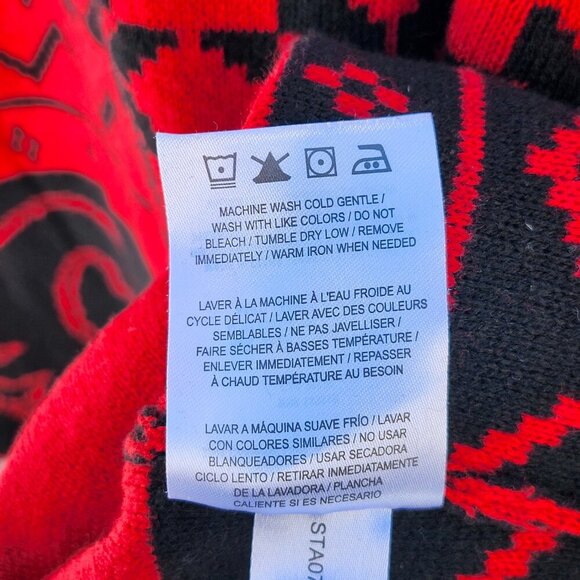 MACHINE WASH COLD GENTLE /
WASH WITH LIKE COLORS / DO NOT
BLEACH / TUMBLE DRY LOW / REMOVE
IMMEDIATELY / WARM IRON WHEN NEEDED
LAVER À LA MACHINE À L'EAU FROIDE AU
CYCLE DÉLICAT / LAVER AVEC DES COULEURS
SEMBLABLES / NE PAS JAVELLISER /
FAIRE SÉCHER À BASSES TEMPÉRATURE /
ENLEVER IMMEDIATEMENT / REPASSER
À CHAUD TEMPÉRATURE AU BESOIN
LAVAR A MÁQUINA SUAVE FRÍO / LAVAR
CON COLORES SIMILARES / NO USAR
BLANQUEADORES / USAR SECADORA
CICLO LENTO / RETIRAR INMEDIATAMENTE
DE LA LAVADORA / PLANCHA
CALIENTE SI ES NECESARIO
STA07